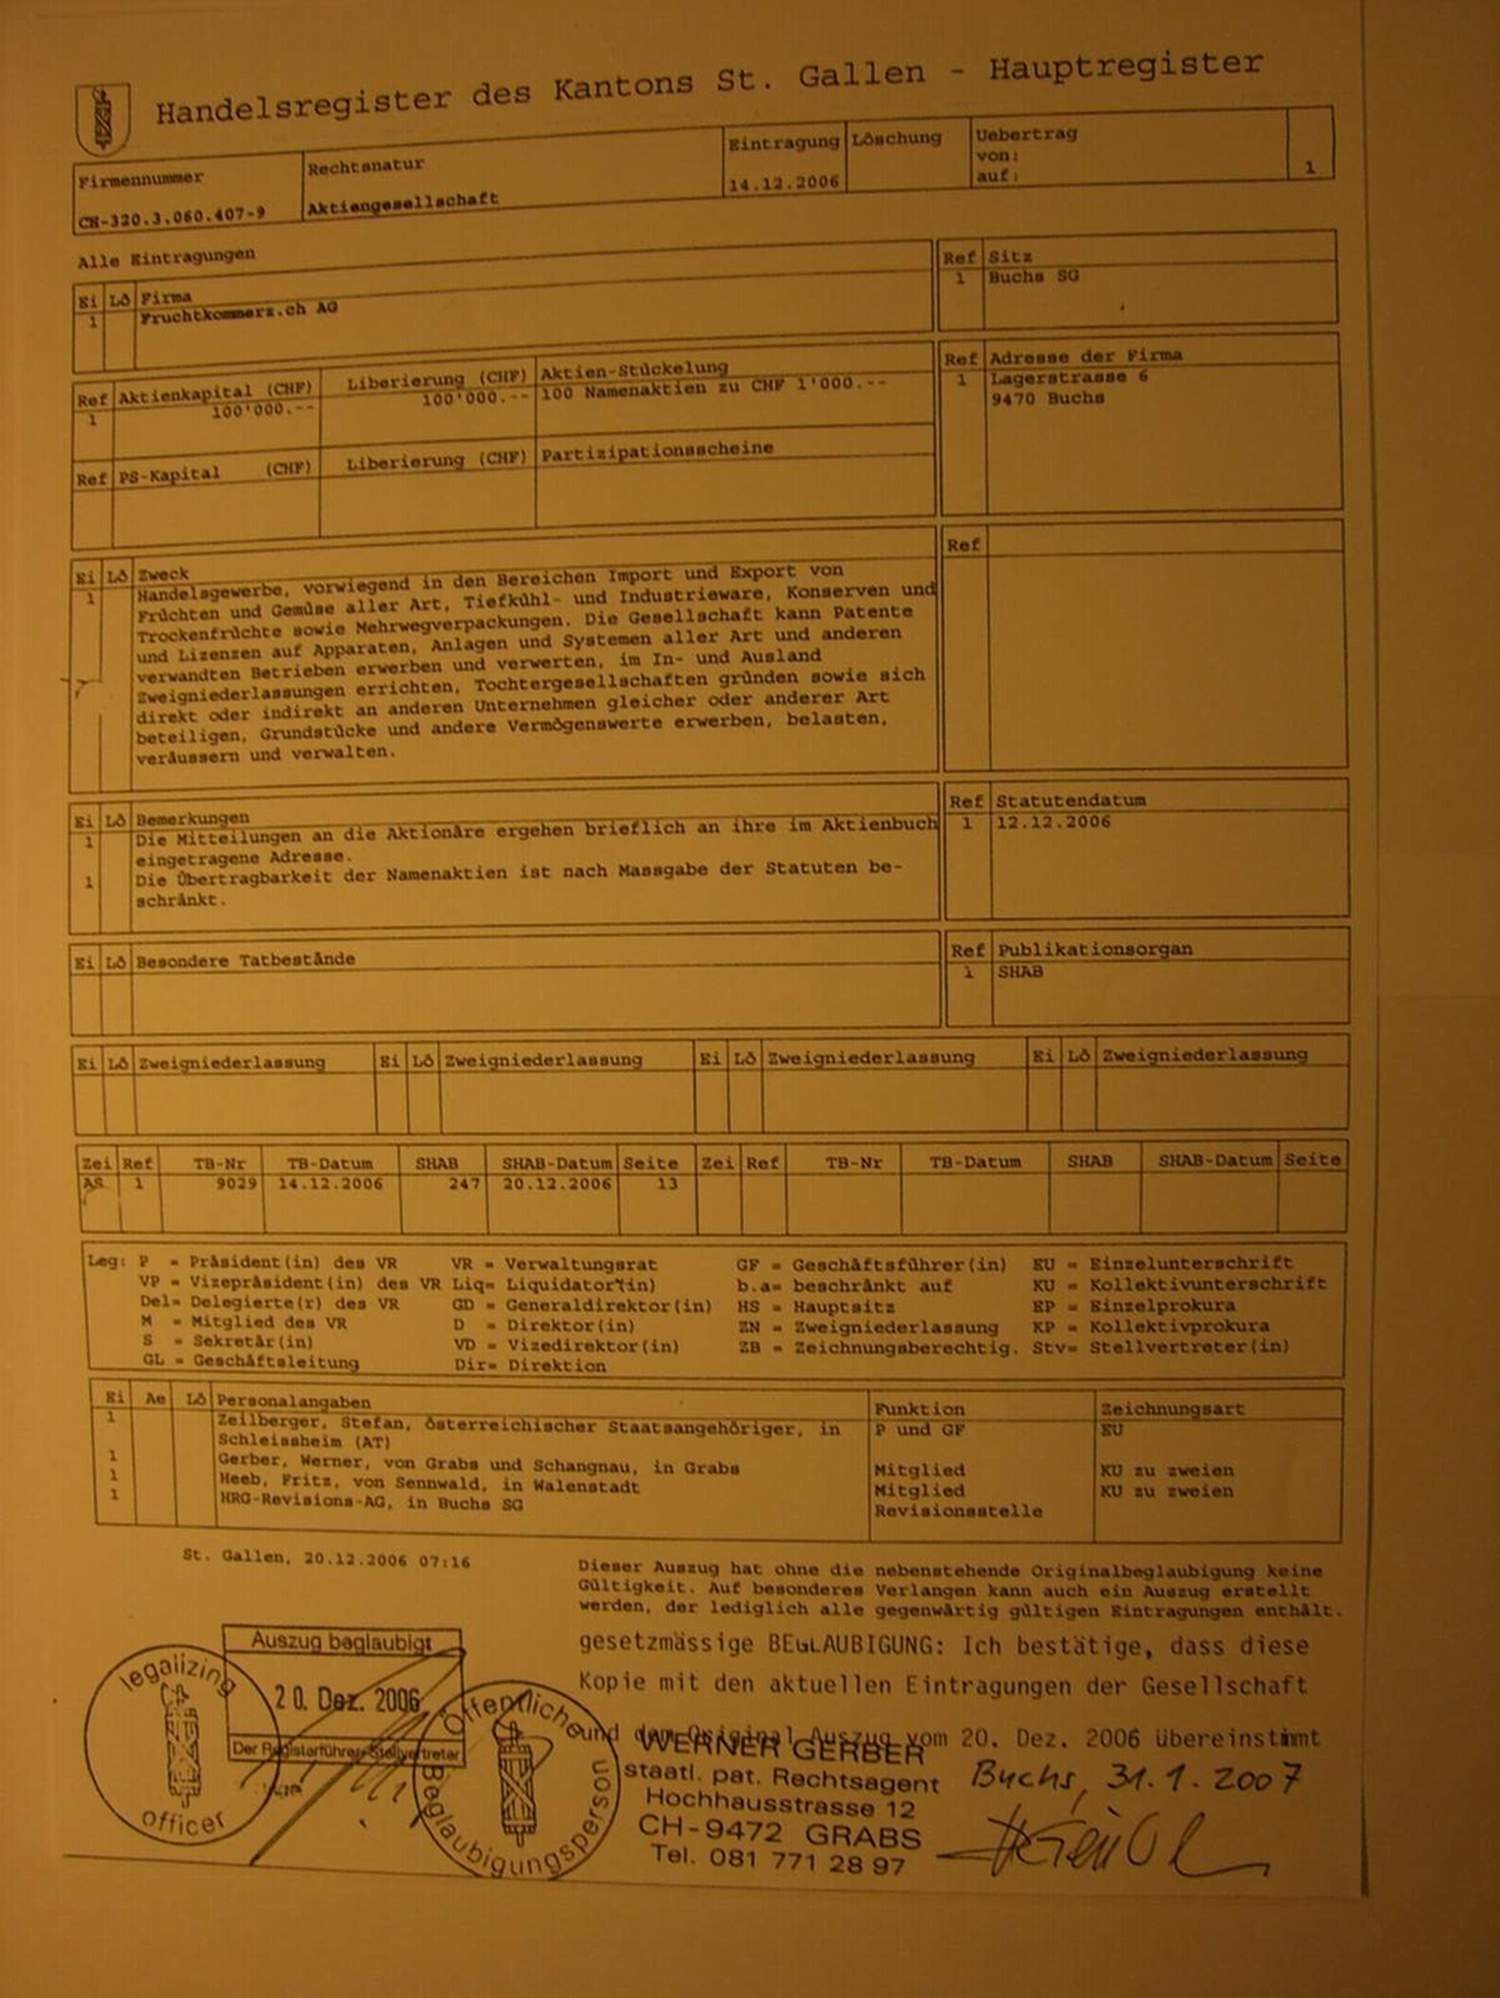 Handelsregister des Kantons St. Gallen - Hauptregister
Firmennummer Rechtsnatur Eintragung Löschung Uebertrag
von:
auf: 1
CH-320.3.060.407-9 Aktiengesellschaft 14.12.2006
Alle Eintragungen
Ei Lö Firma Ref Sitz
1 Fruchtkommerz.ch AG 1 Buchs SG
Ref Aktienkapital (CHF) Liberierung (CHF) Aktien-Stückelung Ref Adresse der Firma
1 100'000.-- 100'000.-- 100 Namenaktien zu CHF 1'000.-- 1 Lagerstrasse 6
9470 Buchs
Ref PS-Kapital (CHF) Liberierung (CHF) Partizipationsscheine
Ei Lö Zweck Ref
1 Handelsgewerbe, vorwiegend in den Bereichen Import und Export von
Früchten und Gemüse aller Art, Tiefkühl- und Industrieware, Konserven und
Trockenfrüchte sowie Mehrwegverpackungen. Die Gesellschaft kann Patente
und Lizenzen auf Apparaten, Anlagen und Systemen aller Art und anderen
verwandten Betrieben erwerben und verwerten, im In- und Ausland
Zweigniederlassungen errichten, Tochtergesellschaften gründen sowie sich
direkt oder indirekt an anderen Unternehmen gleicher oder anderer Art
beteiligen, Grundstücke und andere Vermögenswerte erwerben, belasten,
veräussern und verwalten.
Ei Lö Bemerkungen Ref Statutendatum
1 Die Mitteilungen an die Aktionäre ergehen brieflich an ihre im Aktienbuch 1 12.12.2006
eingetragene Adresse.
1 Die Übertragbarkeit der Namenaktien ist nach Massgabe der Statuten be-
schränkt.
Ei Lö Besondere Tatbestände Ref Publikationsorgan
1 SHAB
Ei Lö Zweigniederlassung Ei Lö Zweigniederlassung Ei Lö Zweigniederlassung Ei Lö Zweigniederlassung
Zei Ref TB-Nr TB-Datum SHAB SHAB-Datum Seite Zei Ref TB-Nr TB-Datum SHAB SHAB-Datum Seite
AS 1 9029 14.12.2006 247 20.12.2006 13
Leg: P = Präsident(in) des VR VR = Verwaltungsrat GF = Geschäftsführer(in) EU = Einzelunterschrift
VP = Vizepräsident(in) des VR Liq= Liquidator(in) b.a= beschränkt auf KU = Kollektivunterschrift
Del= Delegierte(r) des VR GD = Generaldirektor(in) HS = Hauptsitz EP = Einzelprokura
M = Mitglied des VR D = Direktor(in) ZN = Zweigniederlassung KP = Kollektivprokura
S = Sekretär(in) VD = Vizedirektor(in) ZB = Zeichnungsberechtig. Stv= Stellvertreter(in)
GL = Geschäftsleitung Dir= Direktion
Ei Ae Lö Personalangaben Funktion Zeichnungsart
1 Zeilberger, Stefan, österreichischer Staatsangehöriger, in P und GF EU
Schleissheim (AT)
1 Gerber, Werner, von Grabs und Schangnau, in Grabs Mitglied KU zu zweien
1 Heeb, Fritz, von Sennwald, in Walenstadt Mitglied KU zu zweien
1 HRG-Revisions-AG, in Buchs SG Revisionsstelle
St. Gallen, 20.12.2006 07:16
Dieser Auszug hat ohne die nebenstehende Originalbeglaubigung keine
Gültigkeit. Auf besonderes Verlangen kann auch ein Auszug erstellt
werden, der lediglich alle gegenwärtig gültigen Eintragungen enthält.
gesetzmässige BEGLAUBIGUNG: Ich bestätige, dass diese
Kopie mit den aktuellen Eintragungen der Gesellschaft
und dem Original Auszug vom 20. Dez. 2006 übereinstimmt
Auszug beglaubigt
20. Dez. 2006
Der Registerführer-Stellvertreter
legalizing
officer
Öffentliche
Beglaubigungsperson
WERNER GERBER
staatl. pat. Rechtsagent
Hochhausstrasse 12
CH-9472 GRABS
Tel. 081 771 28 97
Buchs, 31.1.2007